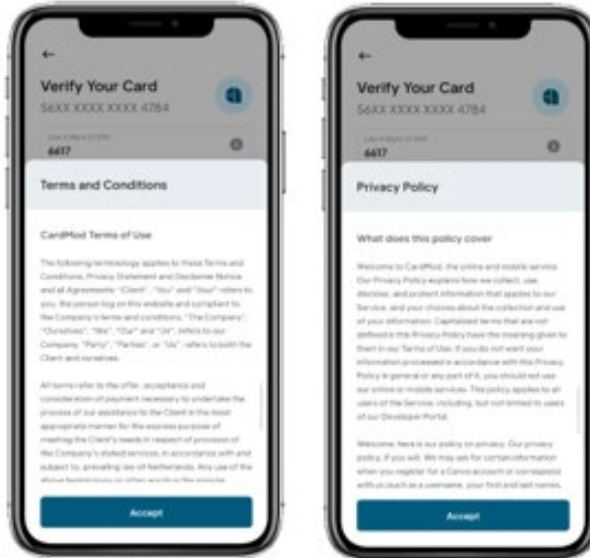 Verify Your Card
56XX XXXX XXXX 4784
6617
Terms and Conditions
CardMod Terms of Use
The following terminology applies to these Terms and
Conditions, Privacy Statement and Disclaimer Notice
and all Agreements: "Client", "You" and "Your" refers to
you, the person log on this website and compliant to
the Company's terms and conditions. "The Company",
"Ourselves", "We", "Our" and "Us", refers to our
Company. "Party", "Parties", or "Us", refers to both the
Client and ourselves.
All terms refer to the offer, acceptance and
consideration of payment necessary to undertake the
process of our assistance to the Client in the most
appropriate manner for the express purpose of
meeting the Client's needs in respect of provision of
the Company's stated services, in accordance with and
subject to, prevailing law of Netherlands. Any use of the
Accept
Verify Your Card
56XX XXXX XXXX 4784
6617
Privacy Policy
What does this policy cover
Welcome to CardMod, the online and mobile service.
Our Privacy Policy explains how we collect, use,
disclose, and protect information that applies to our
Service, and your choices about the collection and use
of your information. Capitalized terms that are not
defined in this Privacy Policy have the meaning given to
them in our Terms of Use. If you do not want your
information processed in accordance with this Privacy
Policy in general or any part of it, you should not use
our online or mobile services. This policy applies to all
users of the Service, including, but not limited to users
of our Developer Portal.
Welcome, here is our policy on privacy. Our privacy
policy, if you will. We may ask for certain information
when you register for a Canva account or correspond
with us (such as a username, your first and last names,
Accept